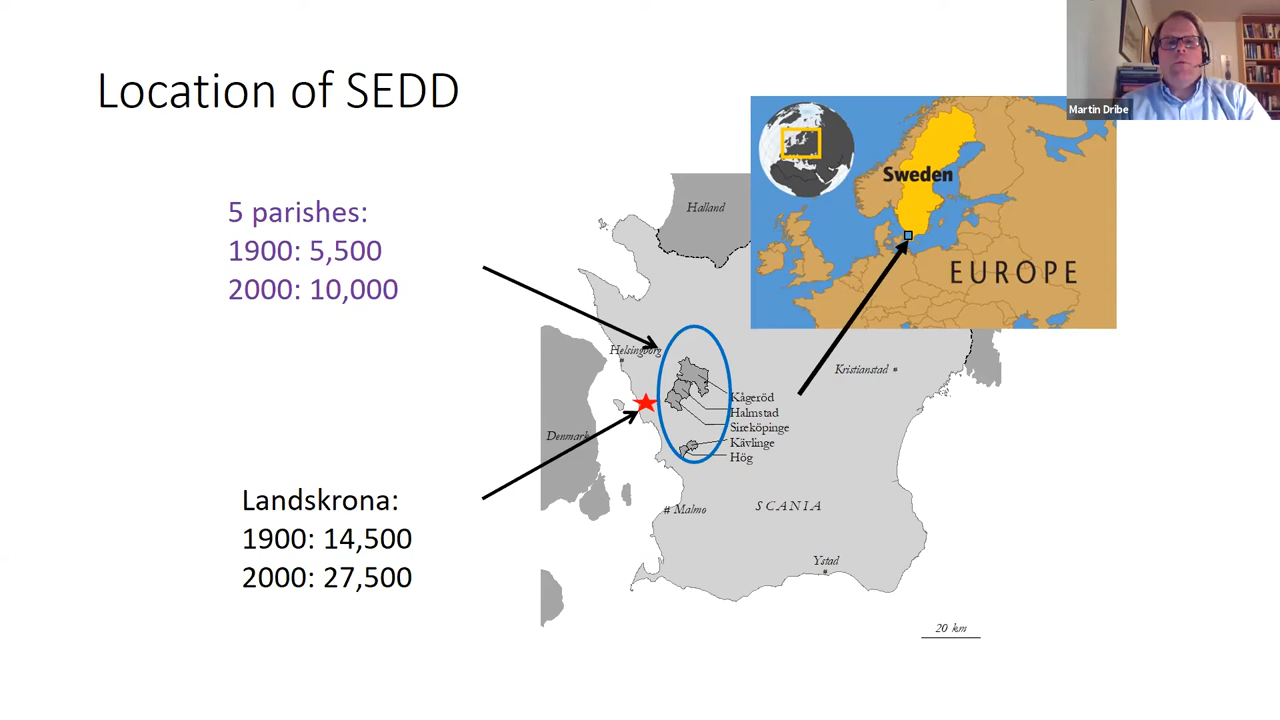 Location of SEDD
Martin Dribe
5 parishes:
1900: 5,500
2000: 10,000
Landskrona:
1900: 14,500
2000: 27,500
Sweden
EUROPE
Halland
Helsingborg
Kristianstad
Denmark
Kågeröd
Halmstad
Sireköpinge
Kävlinge
Hög
# Malmo
SCANIA
Ystad
20 km